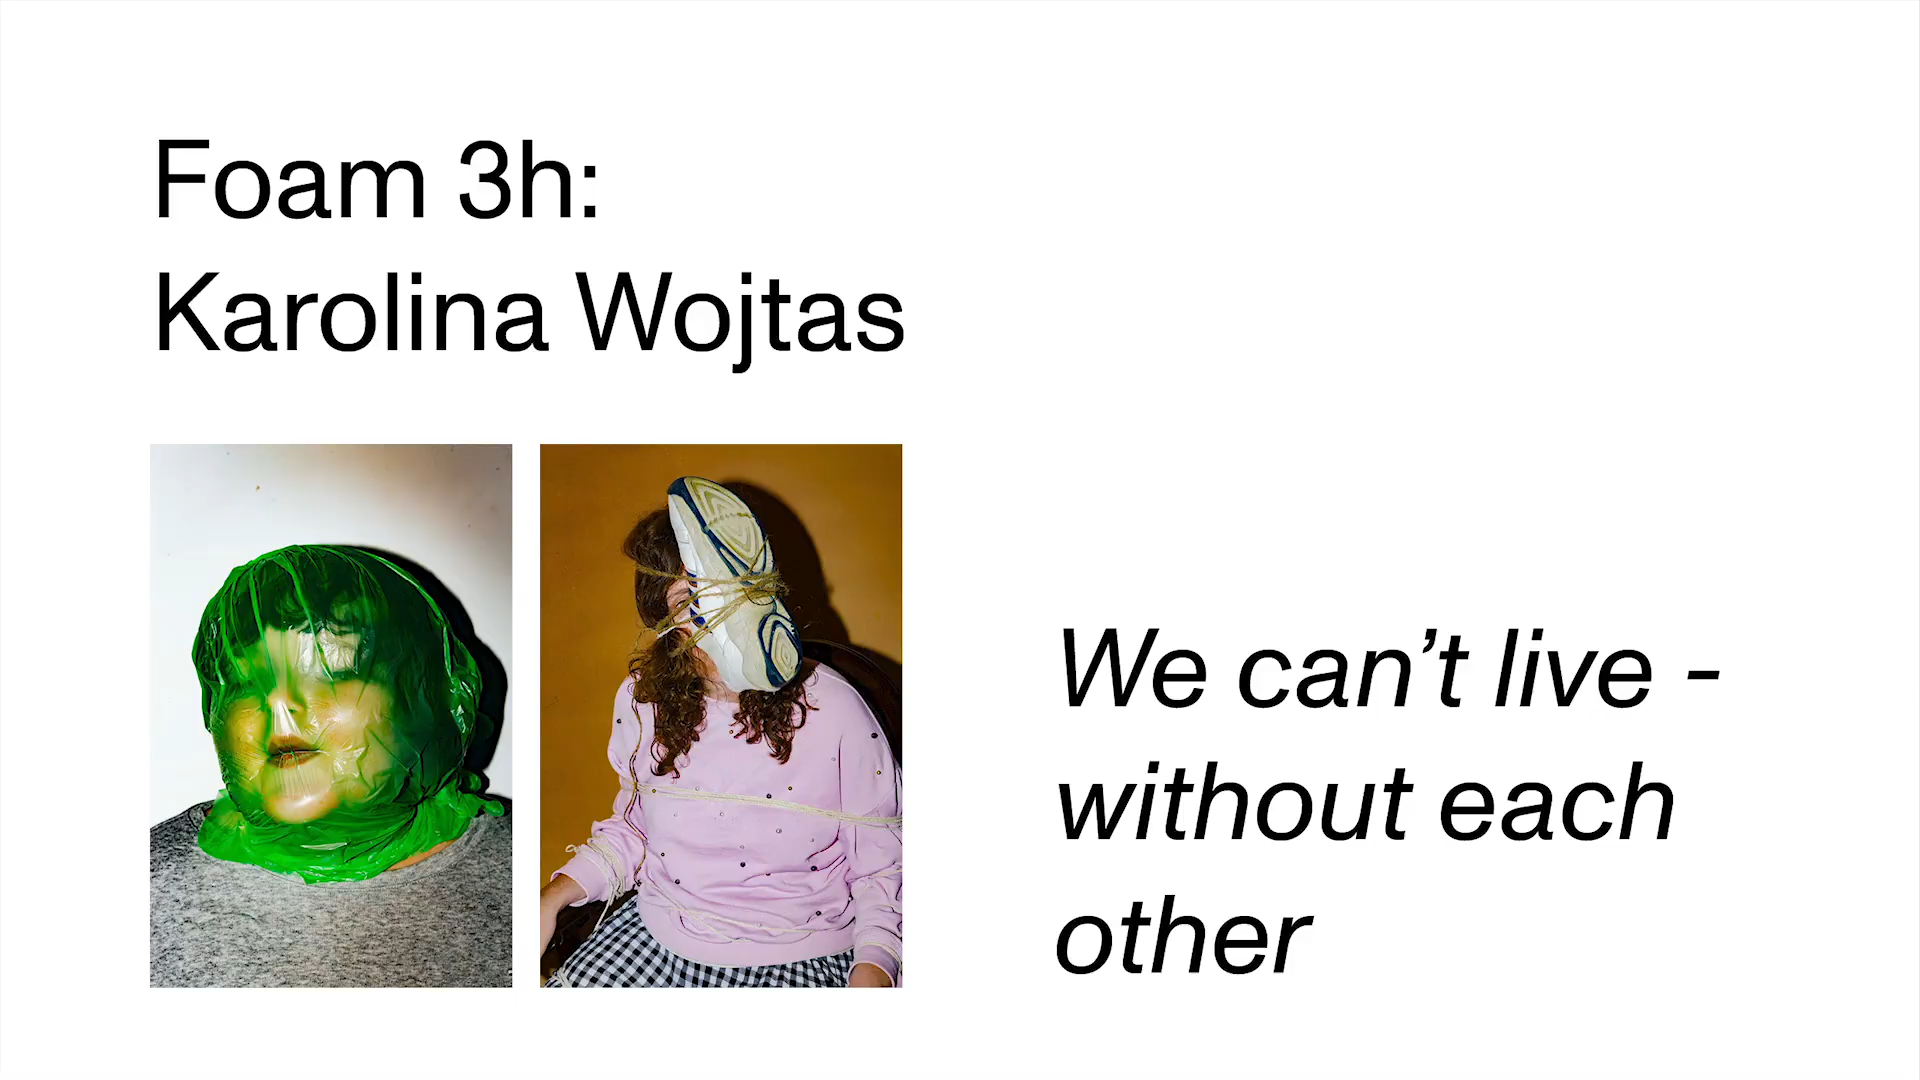 Foam 3h:
Karolina Wojtas
We can’t live -
without each
other